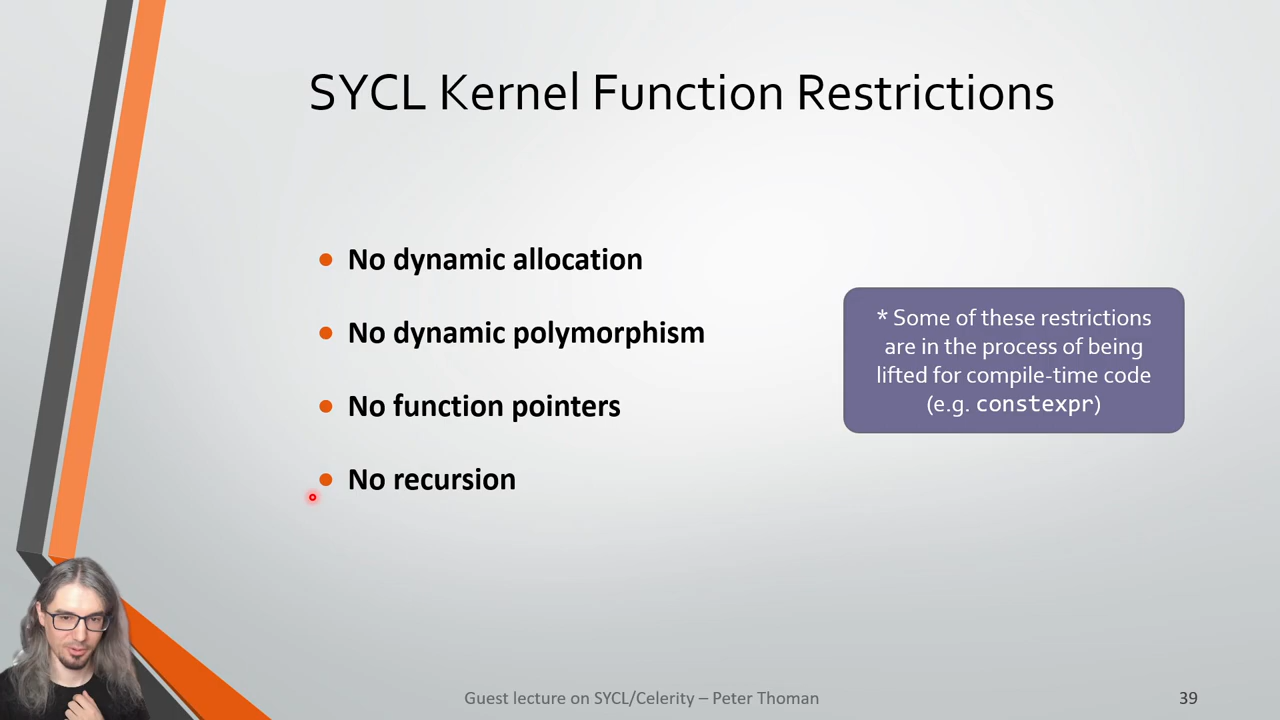 SYCL Kernel Function Restrictions
No dynamic allocation
No dynamic polymorphism
No function pointers
No recursion
* Some of these restrictions
are in the process of being
lifted for compile-time code
(e.g. constexpr)
Guest lecture on SYCL/Celerity – Peter Thoman
39